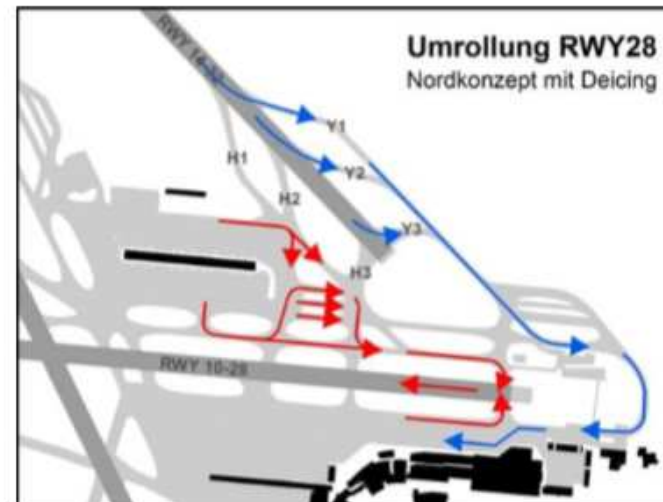 Umrollung RWY28
Nordkonzept mit Deicing
Y1
H1
Y2
H2
Y3
H3
RWY 10-28